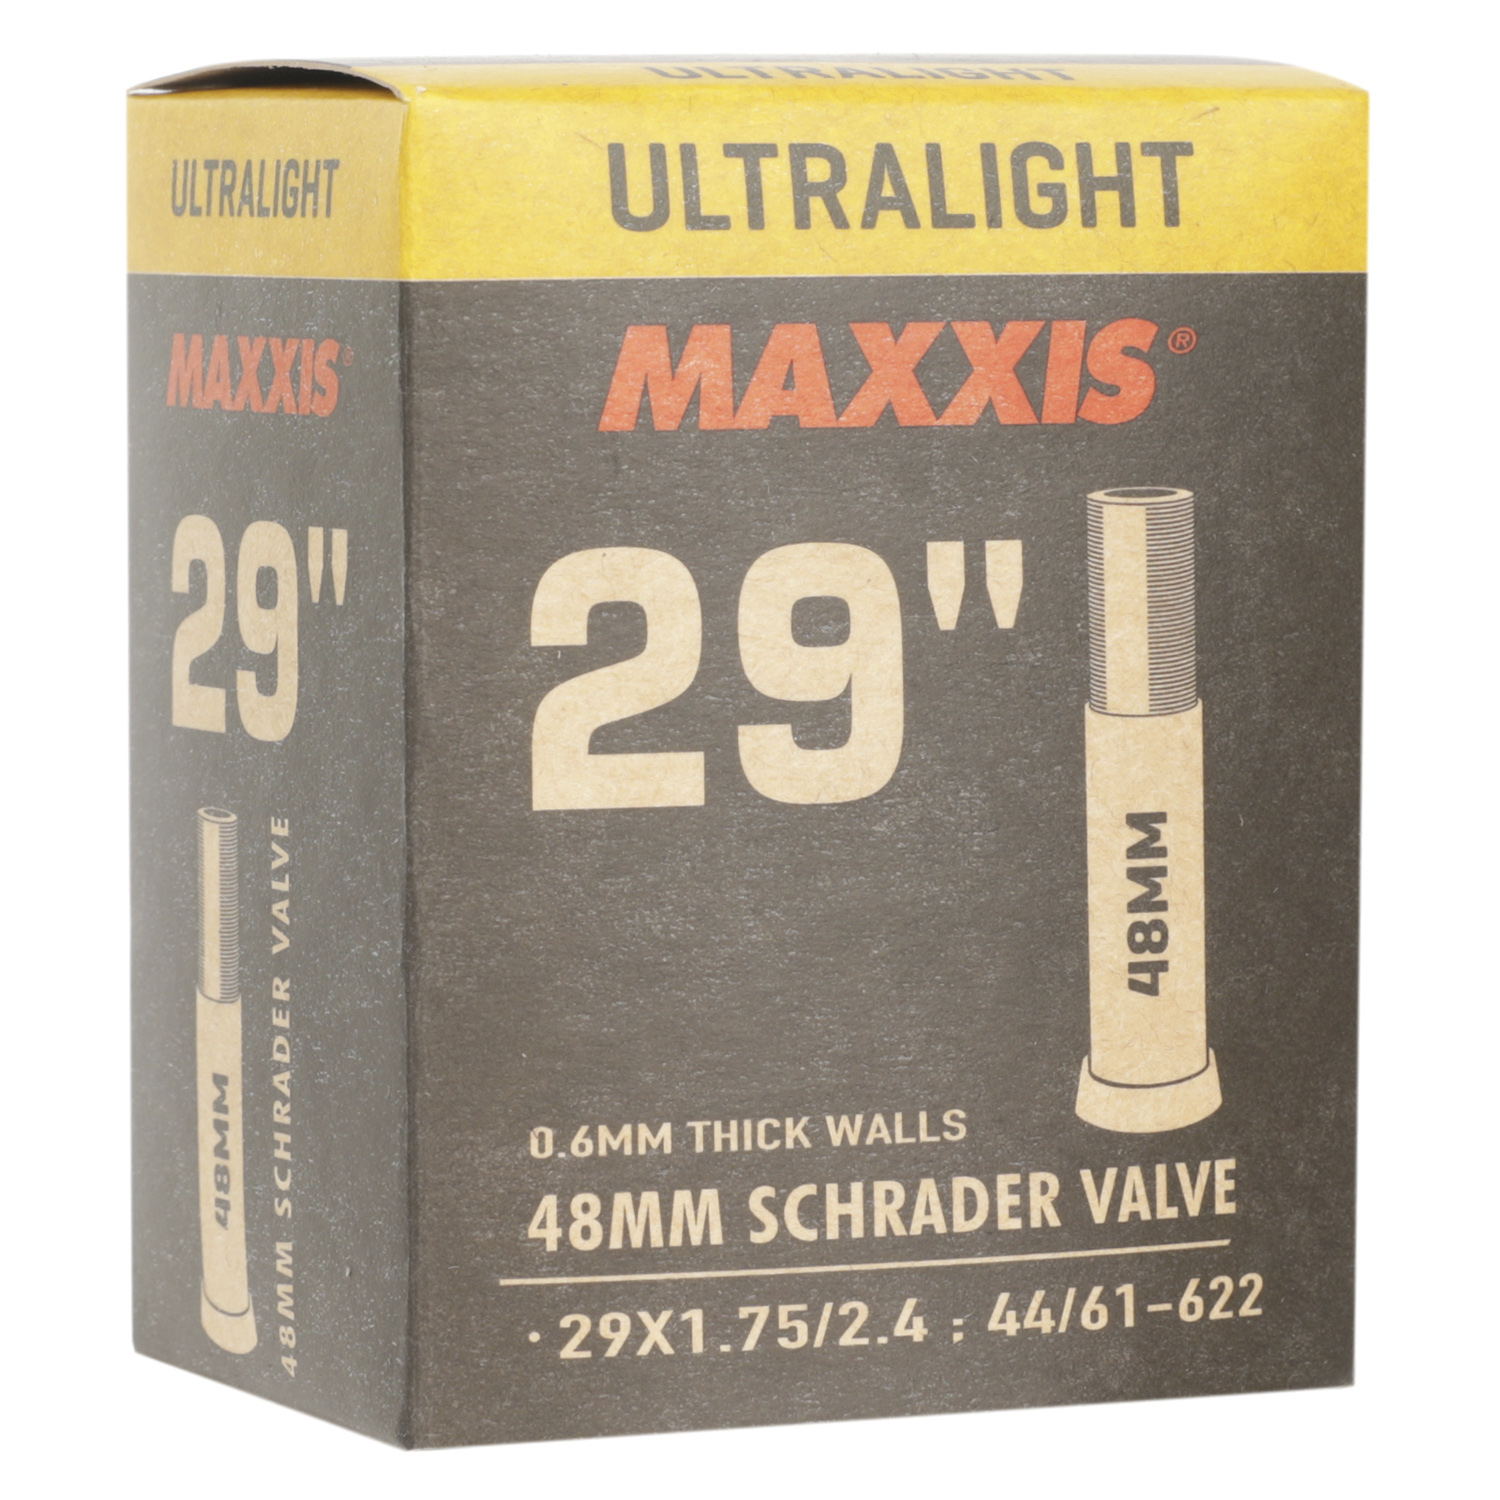 ULTRALIGHT
ULTRALIGHT
MAXXIS®
29"
48MM
48MM SCHRADER VALVE
ULTRALIGHT
MAXXIS®
29"
48MM
0.6MM THICK WALLS
48MM SCHRADER VALVE
· 29X1.75/2.4 : 44/61-622